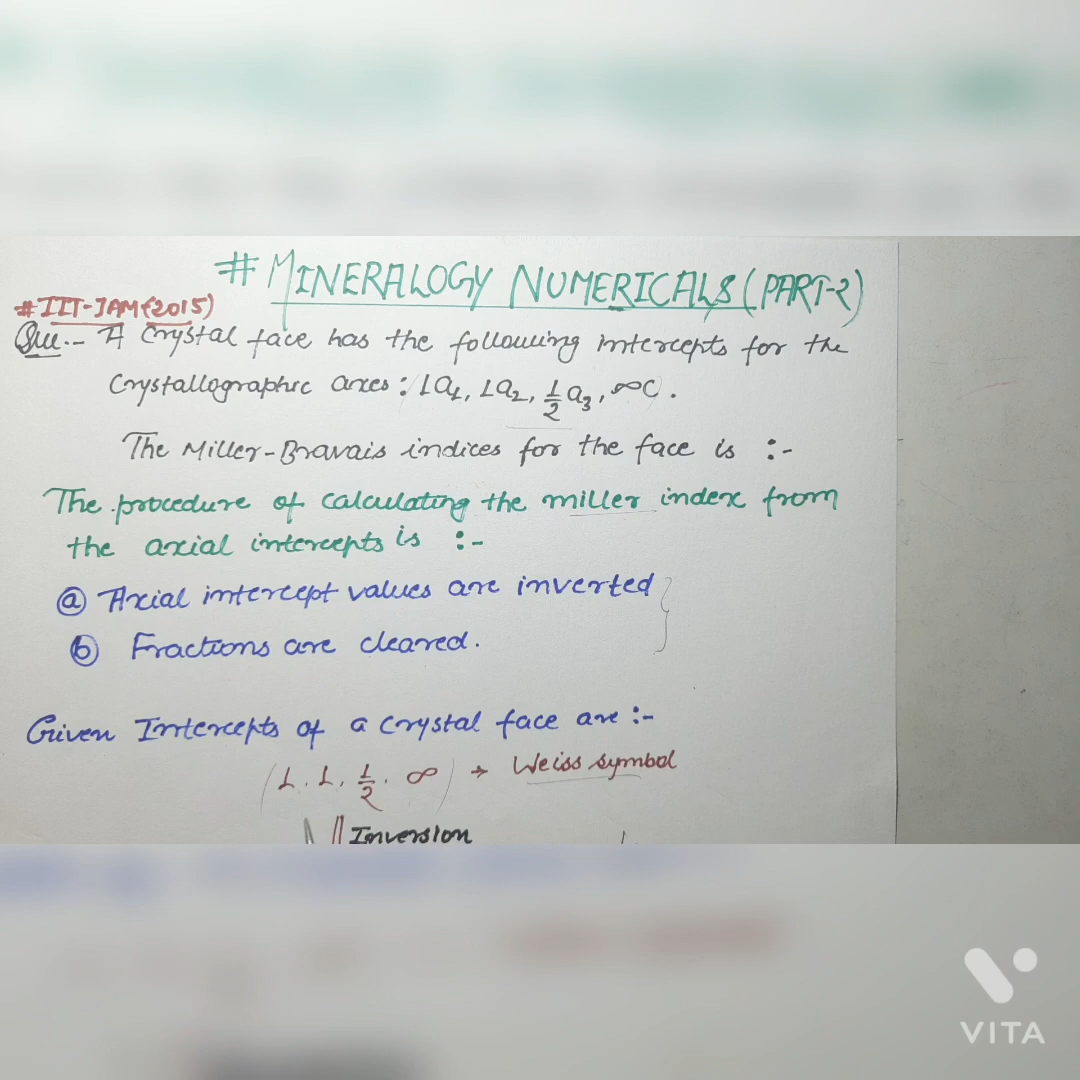 # MINERALOGY NUMERICALS (PART-2)
# IIT-JAM (2015)
Que:- A Crystal face has the following intercepts for the
Crystallographic axes : 1a₁, 1a₂, 1/2 a₃, ∞c .
The Miller-Bravais indices for the face is :-
The procedure of calculating the miller index from
the axial intercepts is :-
(a) Axial intercept values are inverted
(b) Fractions are cleared.
Given Intercepts of a crystal face are :-
(1, 1, 1/2, ∞) → Weiss symbol
Inversion
VITA